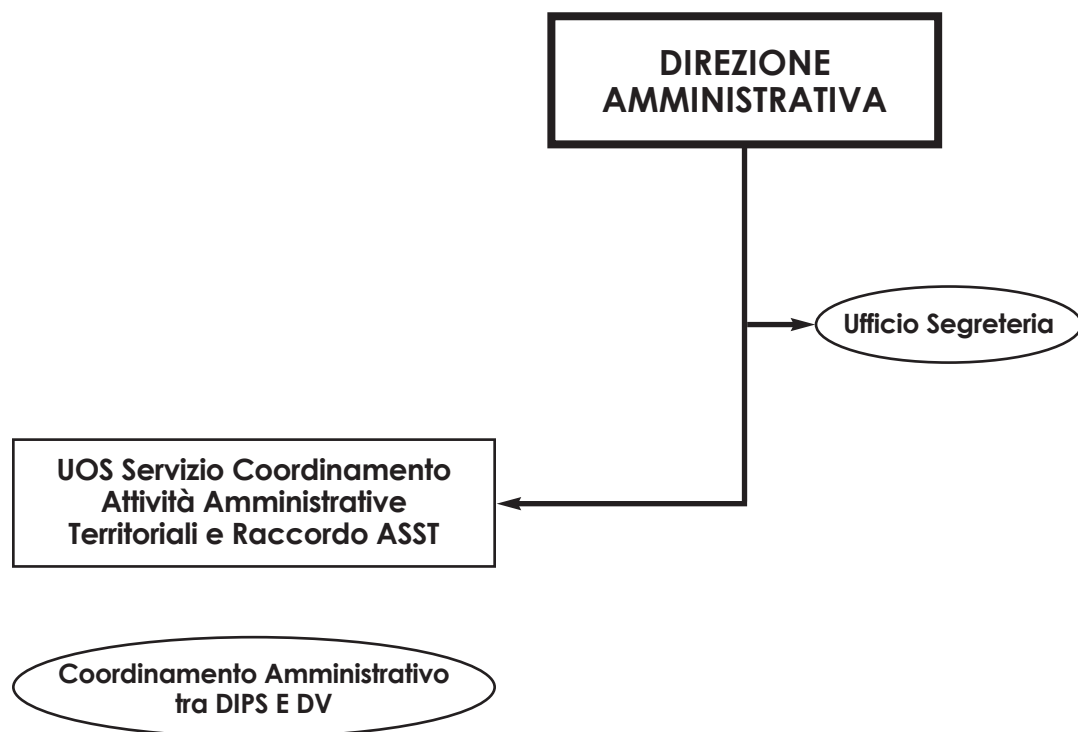 DIREZIONE
AMMINISTRATIVA
Ufficio Segreteria
UOS Servizio Coordinamento
Attività Amministrative
Territoriali e Raccordo ASST
Coordinamento Amministrativo
tra DIPS E DV